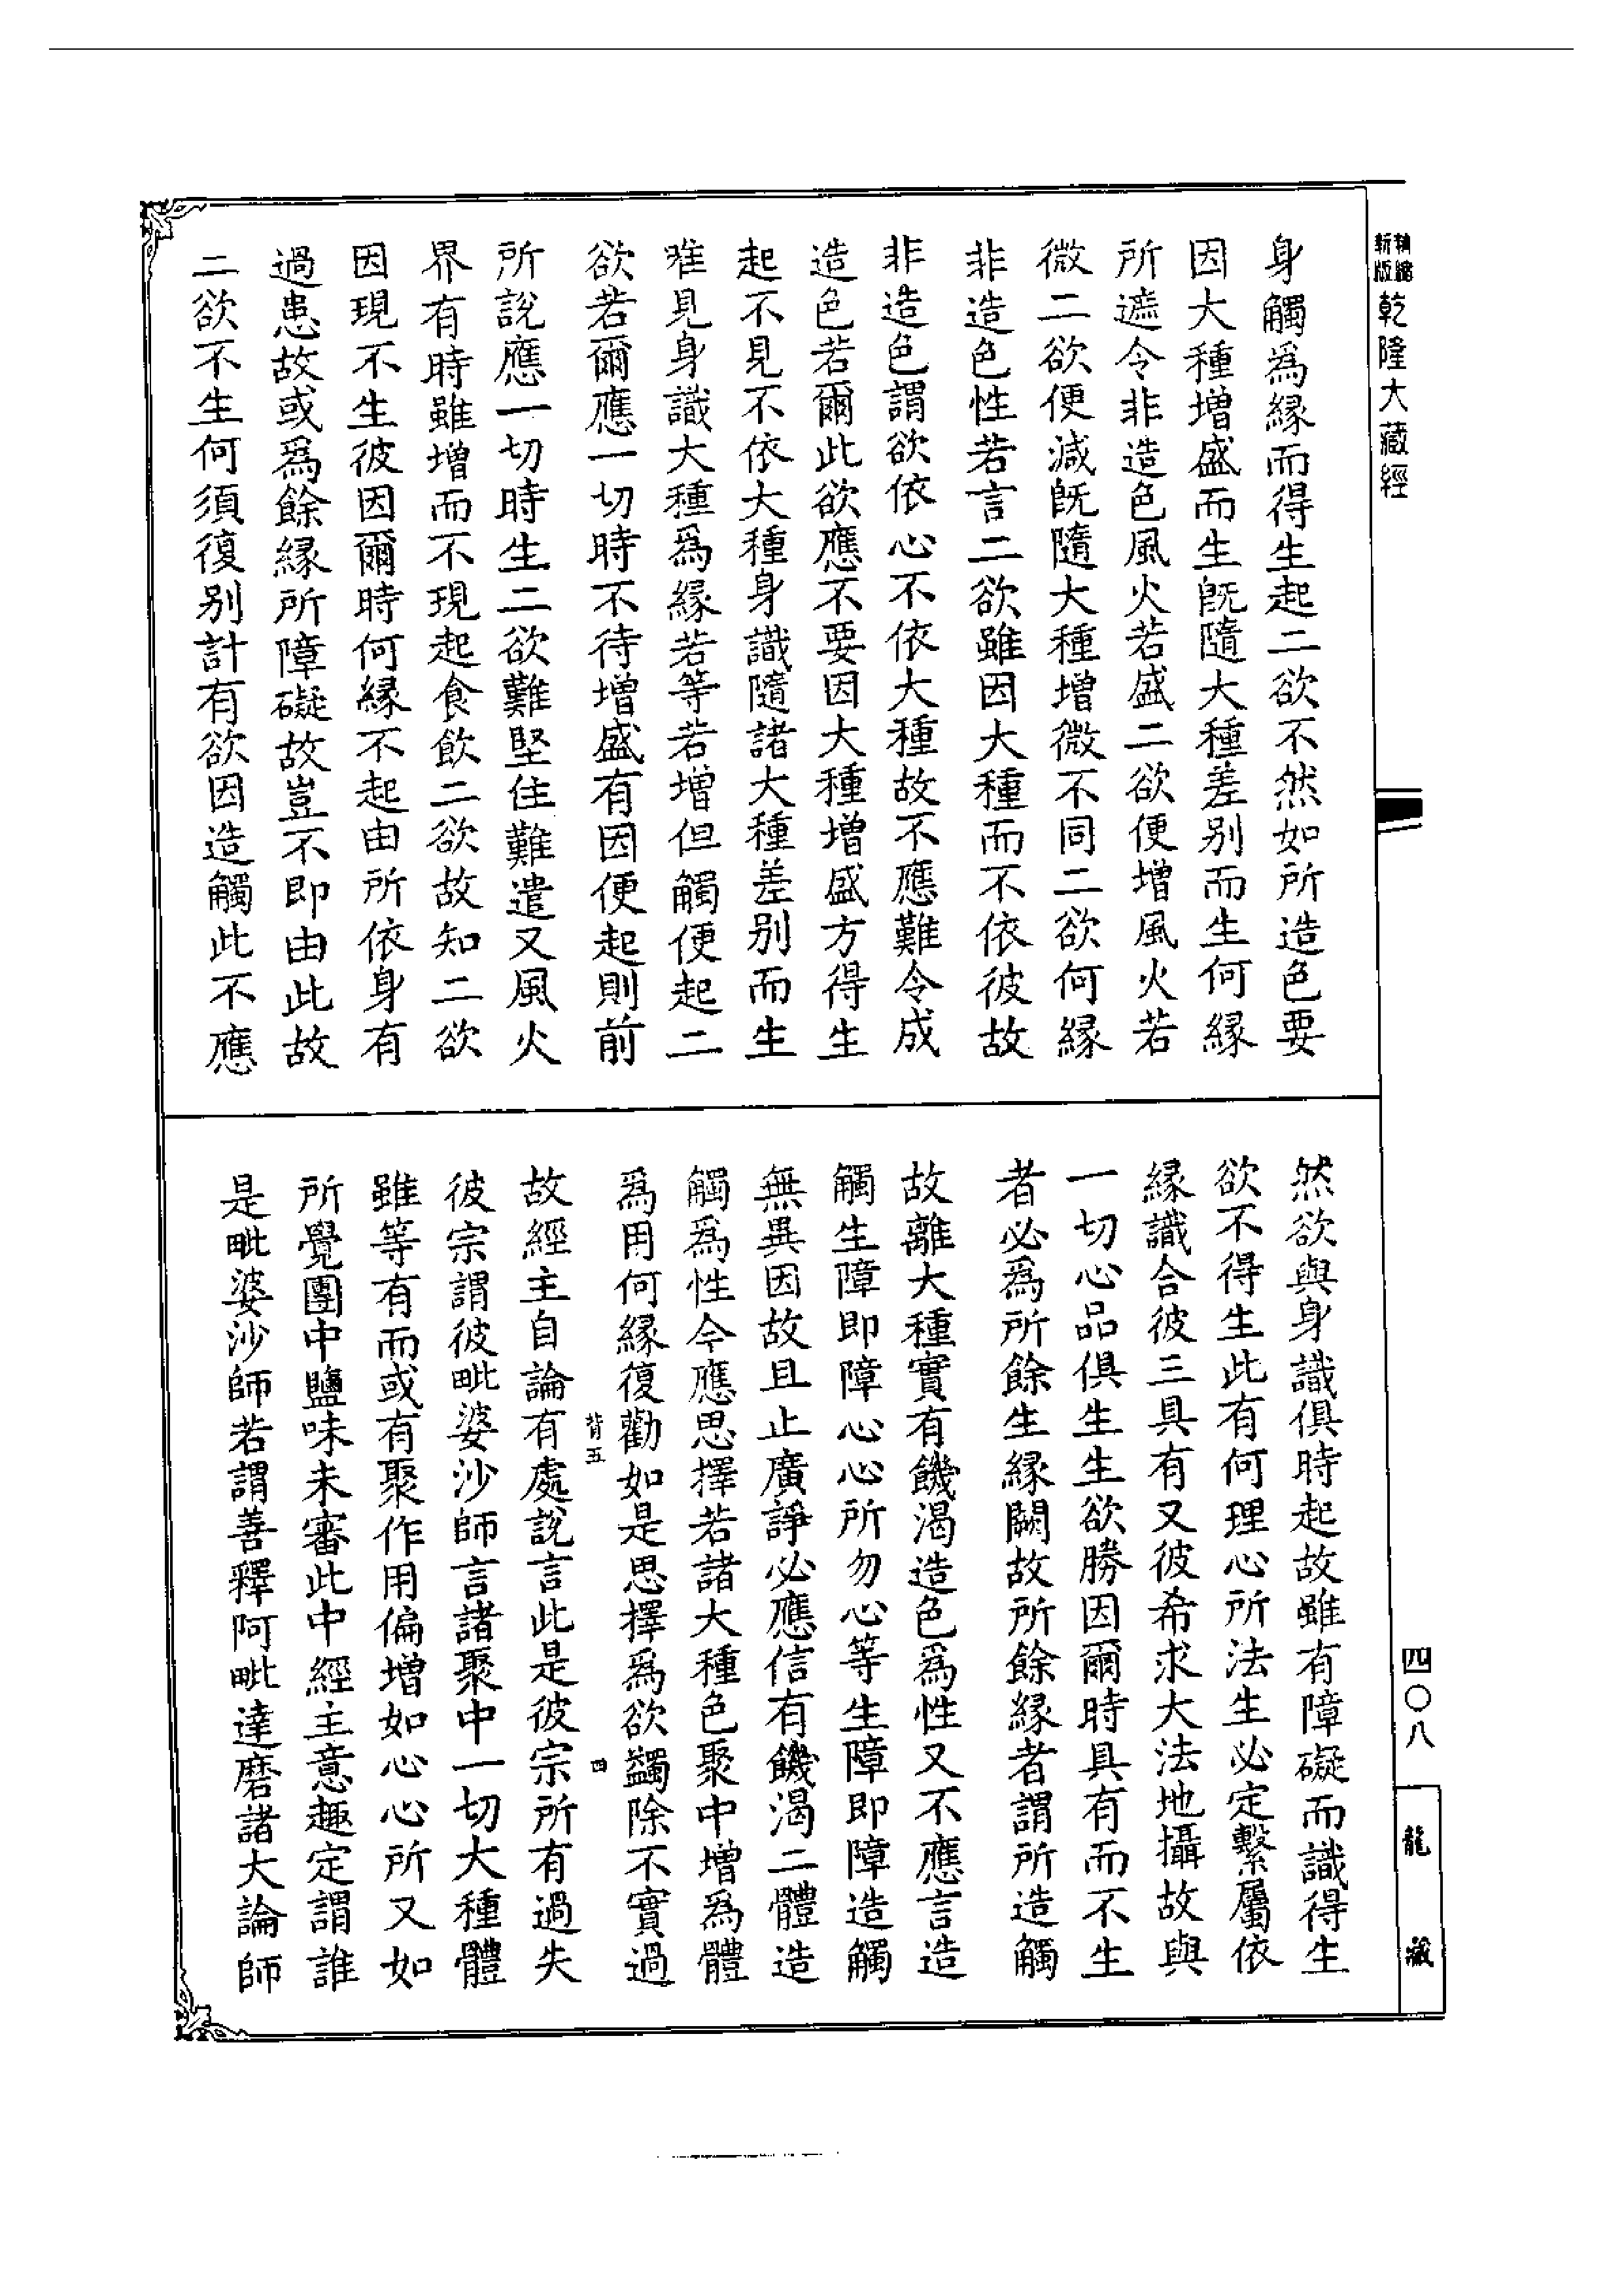 精縮新版乾隆大藏經
身觸爲緣而得生起二欲不然如所造色要
因大種增盛而生旣隨大種差别而生何緣
所遮令非造色風火若盛二欲便增風火若
微二欲便減旣隨大種增微不同二欲何緣
非造色性若言二欲雖因大種而不依彼故
非造色謂欲依心不依大種故不應難令成
造色若爾此欲應不要因大種增盛方得生
起不見不依大種身識隨諸大種差别而生
唯見身識大種爲緣若等若增但觸便起二
欲若爾應一切時不待增盛有因便起則前
所說應一切時生二欲難堅住難遣又風火
界有時雖增而不現起食飲二欲故知二欲
因現不生彼因爾時何緣不起由所依身有
過患故或爲餘緣所障礙故豈不即由此故
二欲不生何須復别計有欲因造觸此不應
四〇八
龍藏
然欲與身識俱時起故雖有障礙而識得生
欲不得生此有何理心所法生必定繫屬依
緣識合彼三具有又彼希求大法地攝故與
一切心品俱生生欲勝因爾時具有而不生
者必爲所餘生緣闕故所餘緣者謂所造觸
故離大種實有饑渴造色爲性又不應言造
觸生障即障心心所勿心等生障即障造觸
無異因故且止廣諍必應信有饑渴二體造
觸爲性今應思擇若諸大種色聚中增爲體
爲用何緣復勸如是思擇爲欲蠲除不實過
背五
四
故經主自論有處說言此是彼宗所有過失
彼宗謂彼毗婆沙師言諸聚中一切大種體
雖等有而或有聚作用偏增如心心所又如
所覺團中鹽味未審此中經主意趣定謂誰
是毗婆沙師若謂善釋阿毗達磨諸大論師